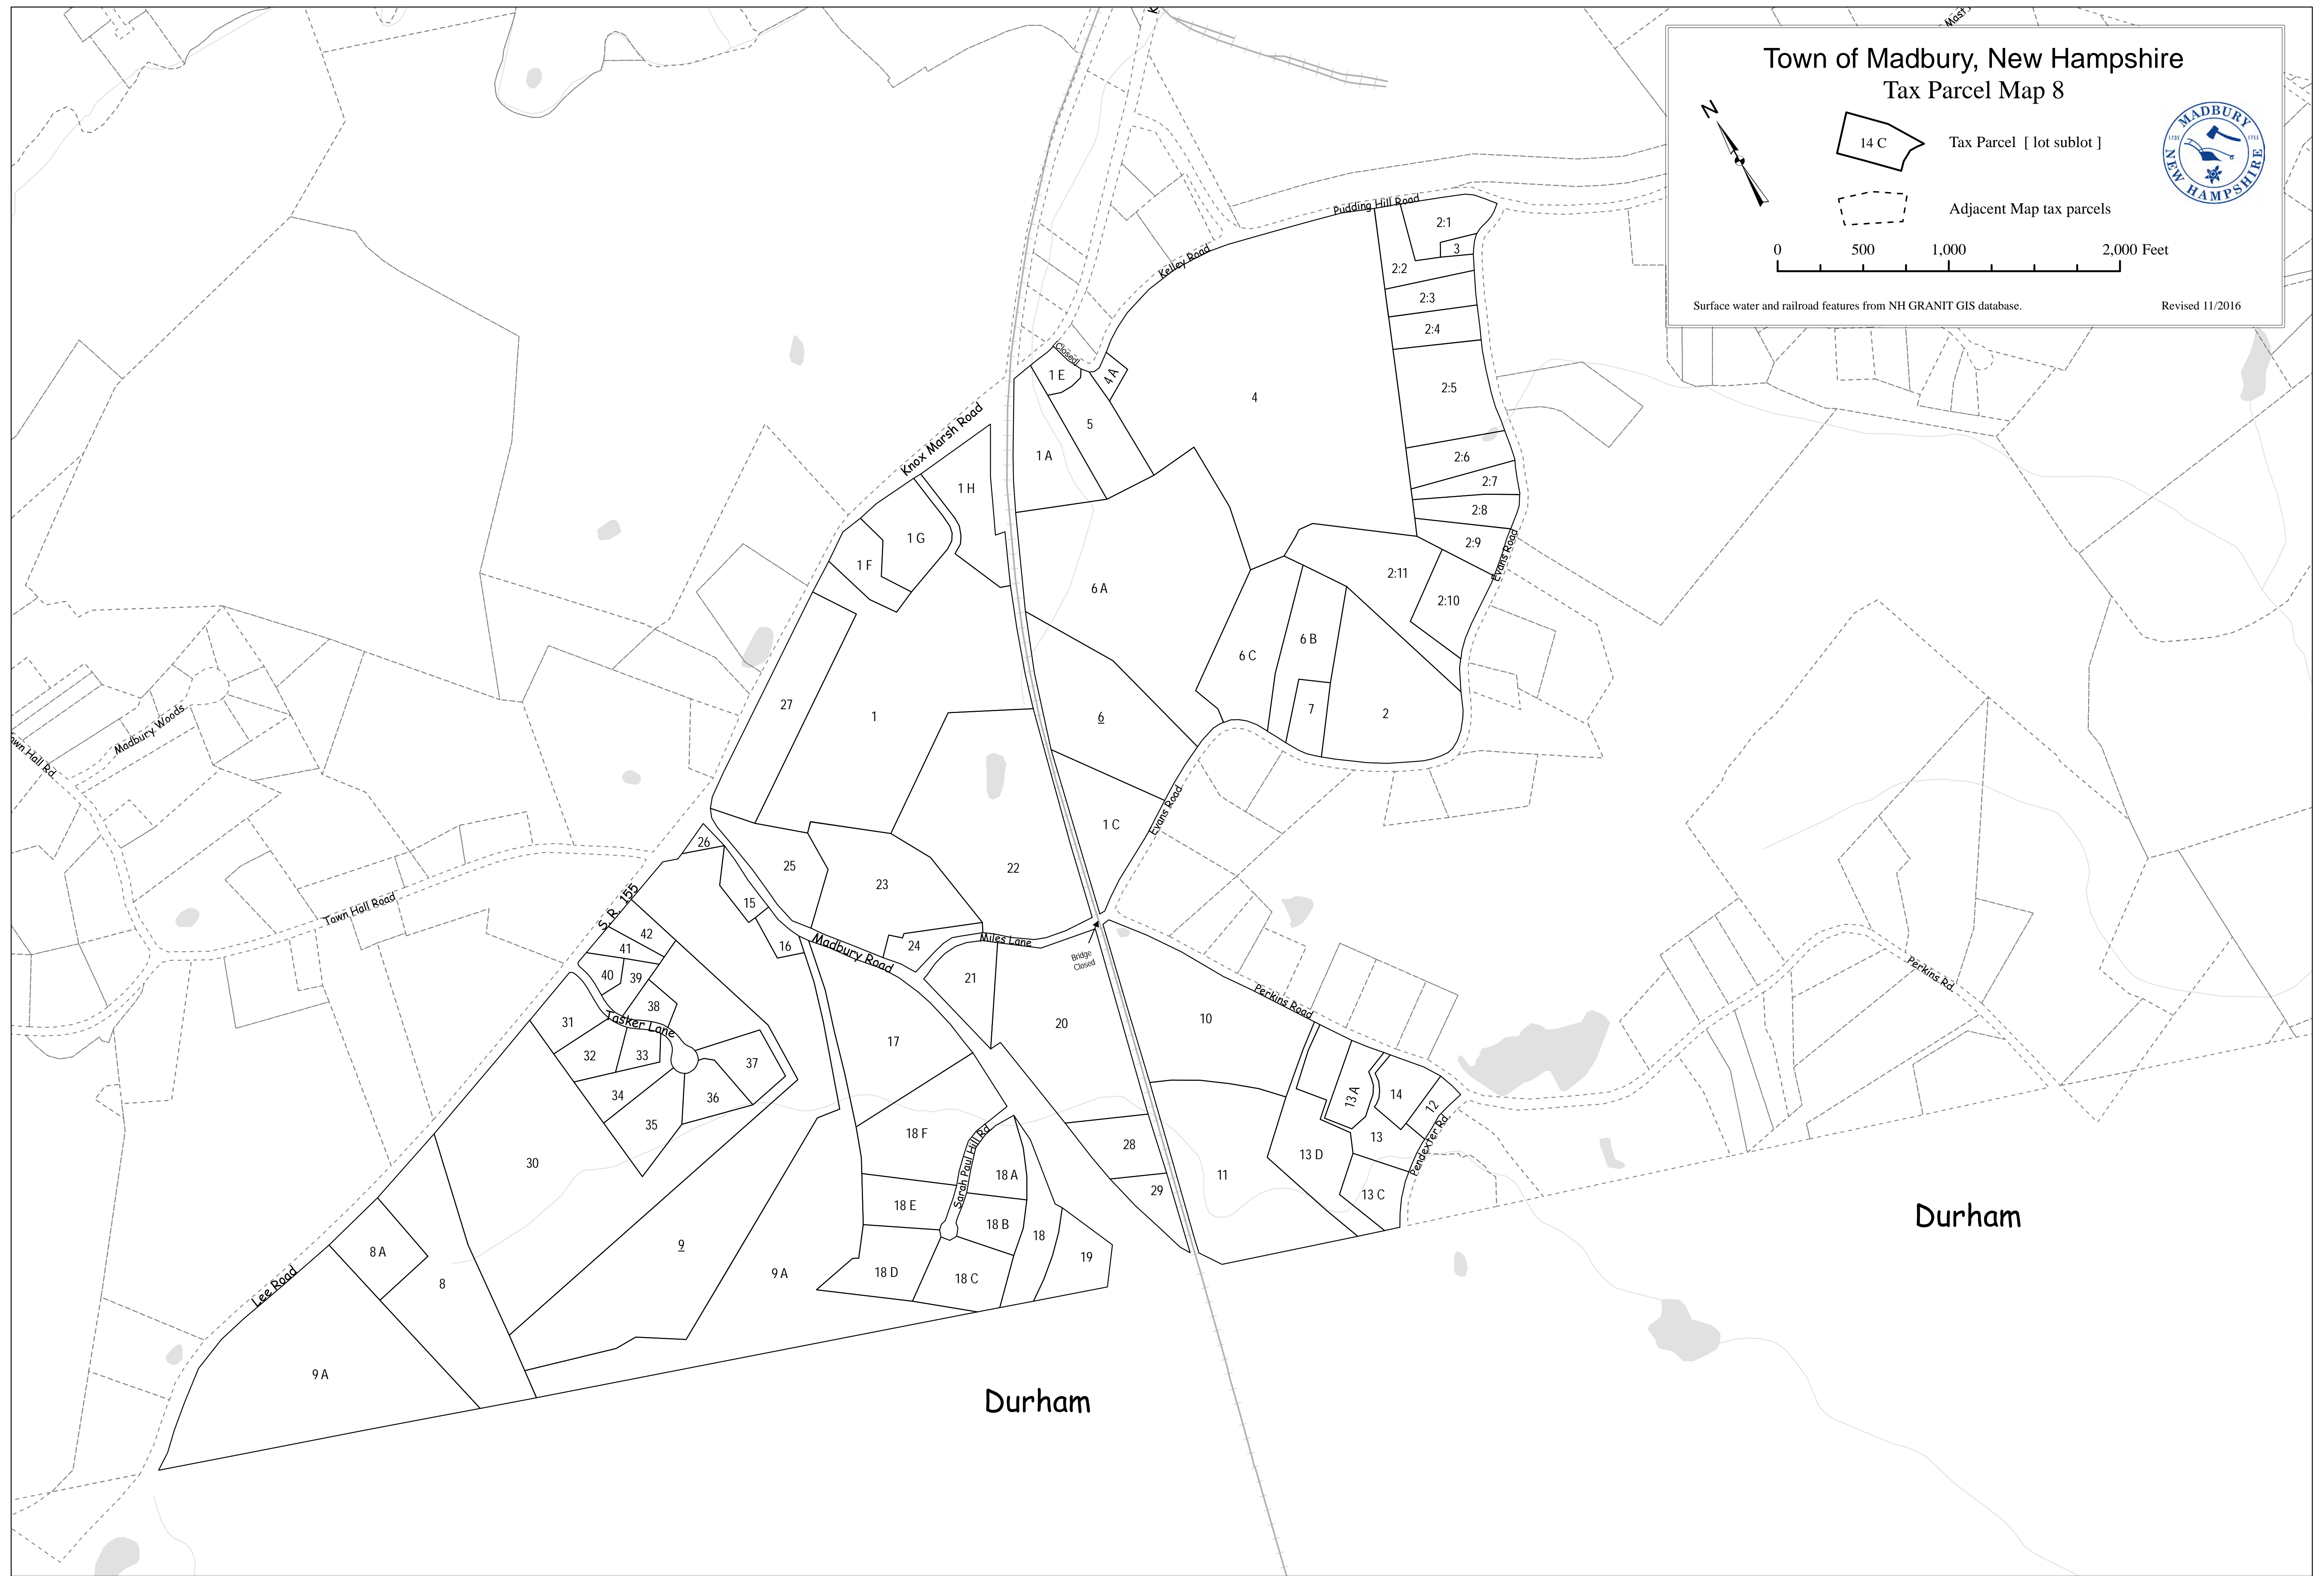 Mast
K
Town of Madbury, New Hampshire
Tax Parcel Map 8
N
14 C
Tax Parcel [ lot sublot ]
MADBURY
1735
1755
NEW HAMPSHIRE
Adjacent Map tax parcels
0
500
1,000
2,000 Feet
Surface water and railroad features from NH GRANIT GIS database.
Revised 11/2016
Pudding Hill Road
2:1
3
Kelley Road
2:2
2:3
2:4
Closed!
1 E
4 A
2:5
4
5
Knox Marsh Road
1 A
2:6
2:7
1 H
2:8
1 G
2:9
Evans Road
1 F
2:11
6 A
2:10
6 B
6 C
27
7
1
6
2
Madbury Woods
own Hall Rd.
1 C
Evans Road
26
25
22
23
S. R. 155
15
Town Hall Road
42
41
16
Madbury Road
24
Miles Lane
Bridge
Closed
40
39
21
Perkins Rd.
38
Perkins Road
31
Tasker Lane
20
10
32
33
17
37
34
36
13 A
14
12
35
18 F
28
13
Pendexter Rd.
30
Sarah Paul Hill Rd
13 D
18 A
11
29
13 C
18 E
18 B
Durham
18
9
8 A
19
9 A
18 D
18 C
Lee Road
8
9 A
Durham